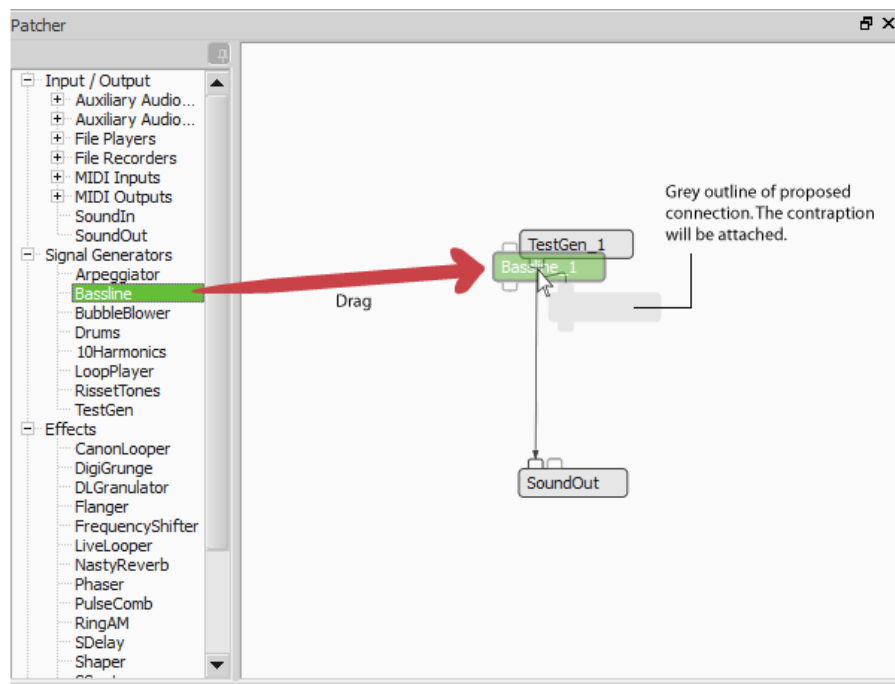 Patcher
Input / Output
Auxiliary Audio...
Auxiliary Audio...
File Players
File Recorders
MIDI Inputs
MIDI Outputs
SoundIn
SoundOut
Signal Generators
Arpeggiator
Bassline
BubbleBlower
Drums
10Harmonics
LoopPlayer
RissetTones
TestGen
Effects
CanonLooper
DigiGrunge
DLGranulator
Flanger
FrequencyShifter
LiveLooper
NastyReverb
Phaser
PulseComb
RingAM
SDelay
Shaper
Drag
TestGen_1
Bassline_1
Grey outline of proposed
connection. The contraption
will be attached.
SoundOut